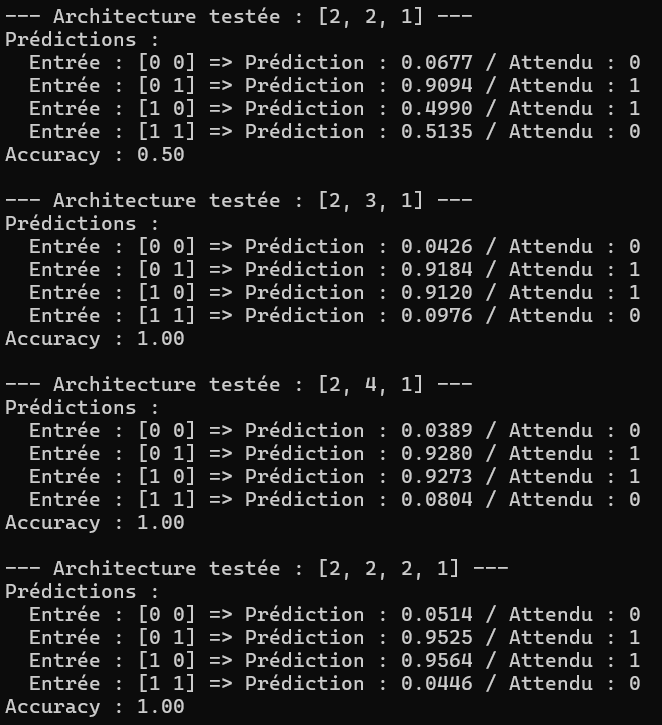 --- Architecture testée : [2, 2, 1] ---
Prédictions :
  Entrée : [0 0] => Prédiction : 0.0677 / Attendu : 0
  Entrée : [0 1] => Prédiction : 0.9094 / Attendu : 1
  Entrée : [1 0] => Prédiction : 0.4990 / Attendu : 1
  Entrée : [1 1] => Prédiction : 0.5135 / Attendu : 0
Accuracy : 0.50

--- Architecture testée : [2, 3, 1] ---
Prédictions :
  Entrée : [0 0] => Prédiction : 0.0426 / Attendu : 0
  Entrée : [0 1] => Prédiction : 0.9184 / Attendu : 1
  Entrée : [1 0] => Prédiction : 0.9120 / Attendu : 1
  Entrée : [1 1] => Prédiction : 0.0976 / Attendu : 0
Accuracy : 1.00

--- Architecture testée : [2, 4, 1] ---
Prédictions :
  Entrée : [0 0] => Prédiction : 0.0389 / Attendu : 0
  Entrée : [0 1] => Prédiction : 0.9280 / Attendu : 1
  Entrée : [1 0] => Prédiction : 0.9273 / Attendu : 1
  Entrée : [1 1] => Prédiction : 0.0804 / Attendu : 0
Accuracy : 1.00

--- Architecture testée : [2, 2, 2, 1] ---
Prédictions :
  Entrée : [0 0] => Prédiction : 0.0514 / Attendu : 0
  Entrée : [0 1] => Prédiction : 0.9525 / Attendu : 1
  Entrée : [1 0] => Prédiction : 0.9564 / Attendu : 1
  Entrée : [1 1] => Prédiction : 0.0446 / Attendu : 0
Accuracy : 1.00